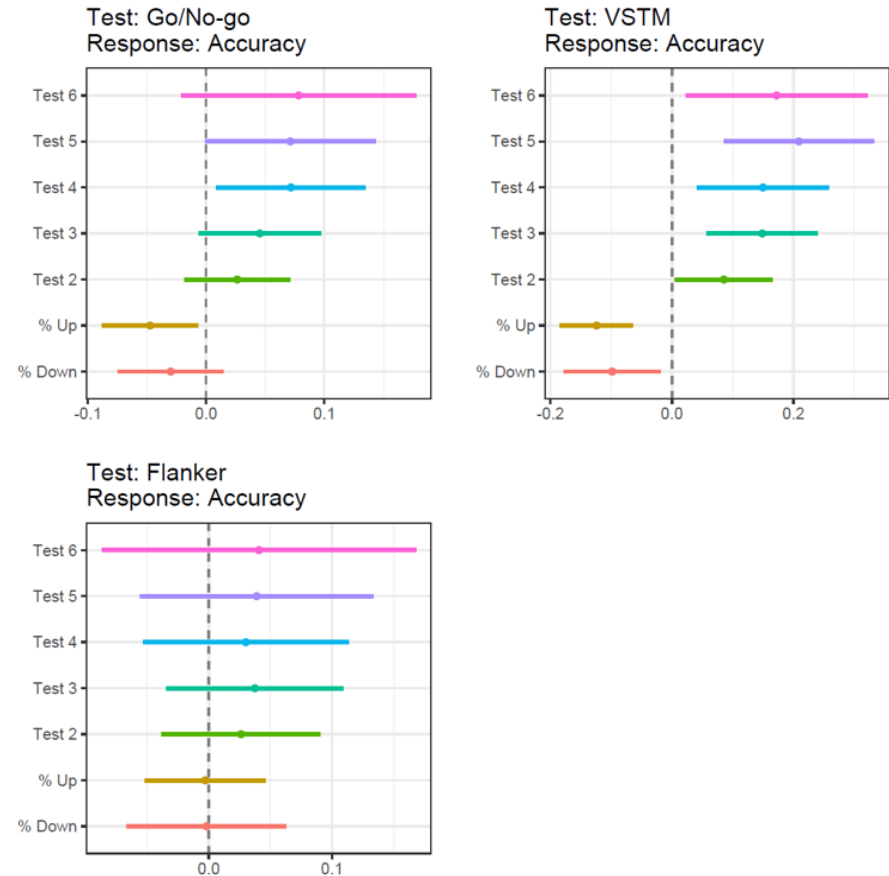 Test: Go/No-go
Response: Accuracy
Test 6
Test 5
Test 4
Test 3
Test 2
% Up
% Down
-0.1 0.0 0.1
Test: VSTM
Response: Accuracy
Test 6
Test 5
Test 4
Test 3
Test 2
% Up
% Down
-0.2 0.0 0.2
Test: Flanker
Response: Accuracy
Test 6
Test 5
Test 4
Test 3
Test 2
% Up
% Down
0.0 0.1